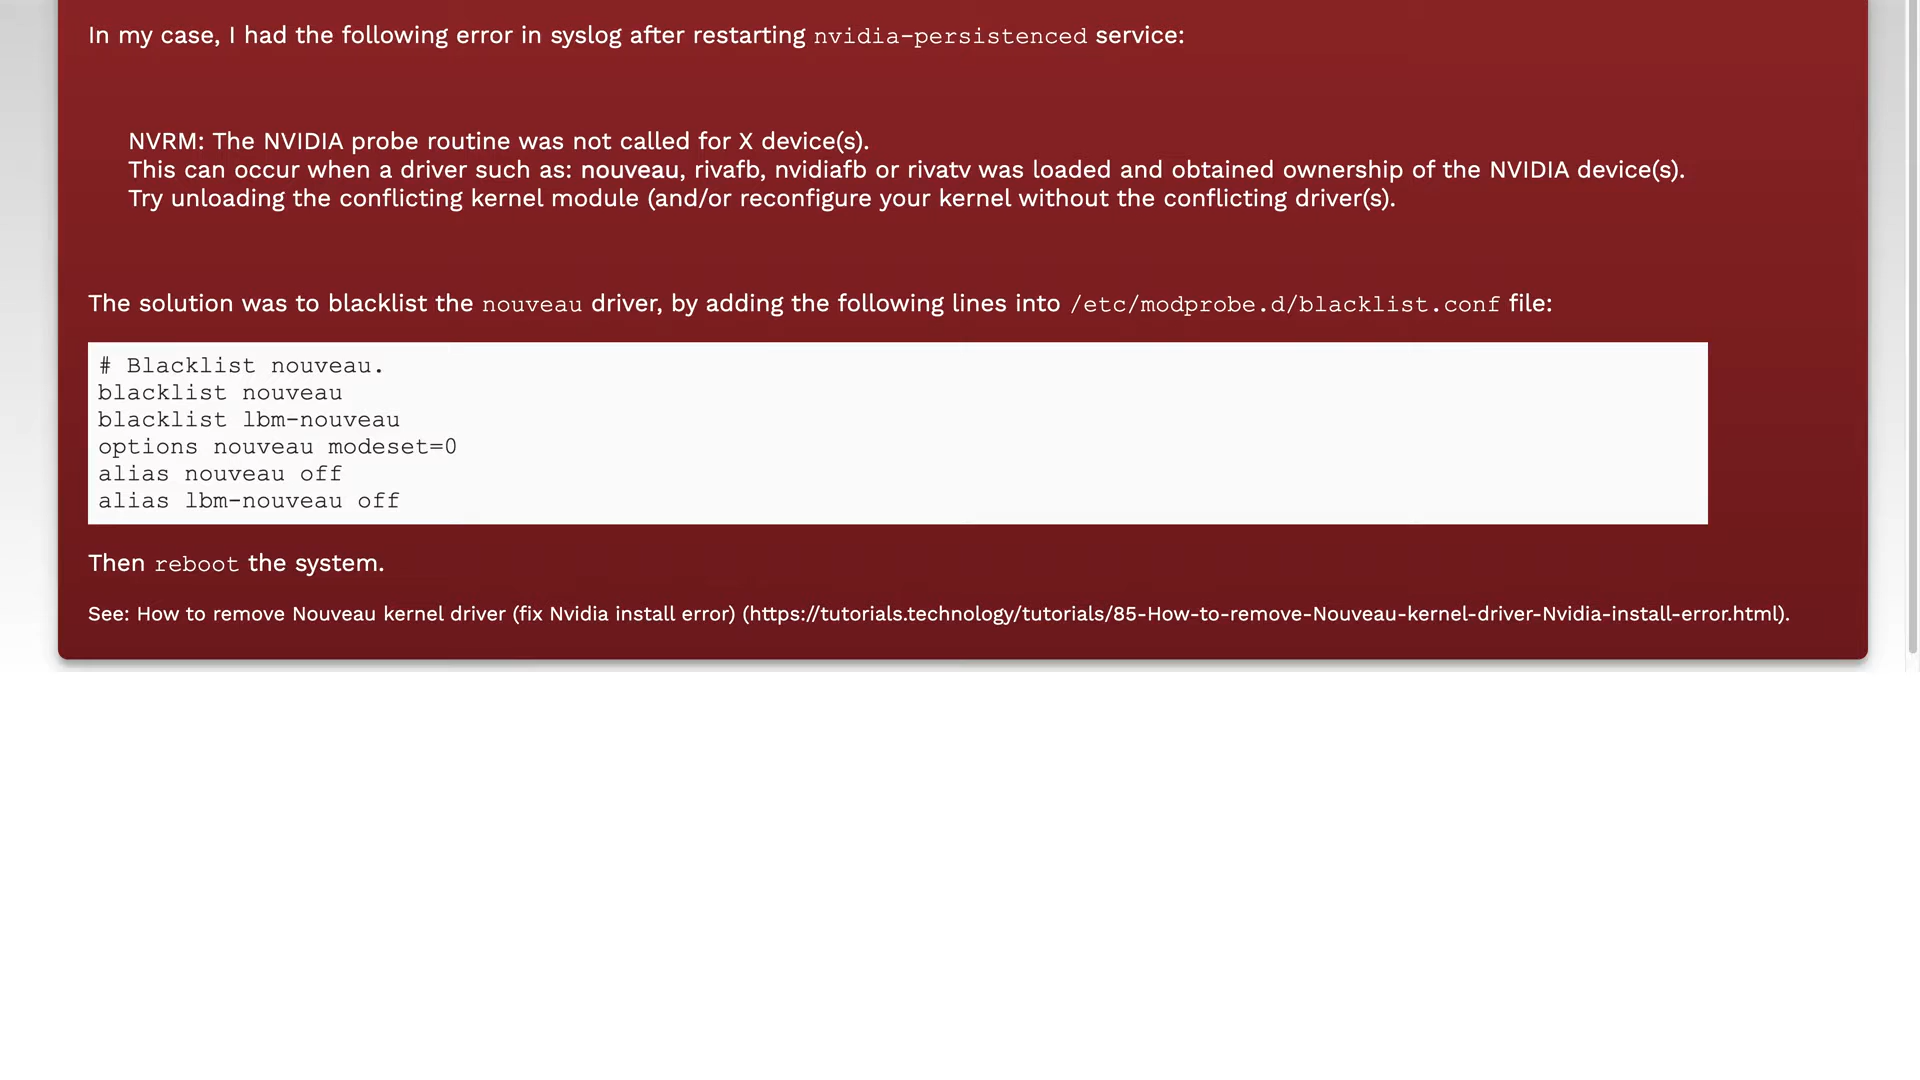 In my case, I had the following error in syslog after restarting nvidia-persistenced service:
NVRM: The NVIDIA probe routine was not called for X device(s).
This can occur when a driver such as: nouveau, rivafb, nvidiafb or rivatv was loaded and obtained ownership of the NVIDIA device(s).
Try unloading the conflicting kernel module (and/or reconfigure your kernel without the conflicting driver(s).
The solution was to blacklist the nouveau driver, by adding the following lines into /etc/modprobe.d/blacklist.conf file:
# Blacklist nouveau.
blacklist nouveau
blacklist lbm-nouveau
options nouveau modeset=0
alias nouveau off
alias lbm-nouveau off
Then reboot the system.
See: How to remove Nouveau kernel driver (fix Nvidia install error) (https://tutorials.technology/tutorials/85-How-to-remove-Nouveau-kernel-driver-Nvidia-install-error.html).